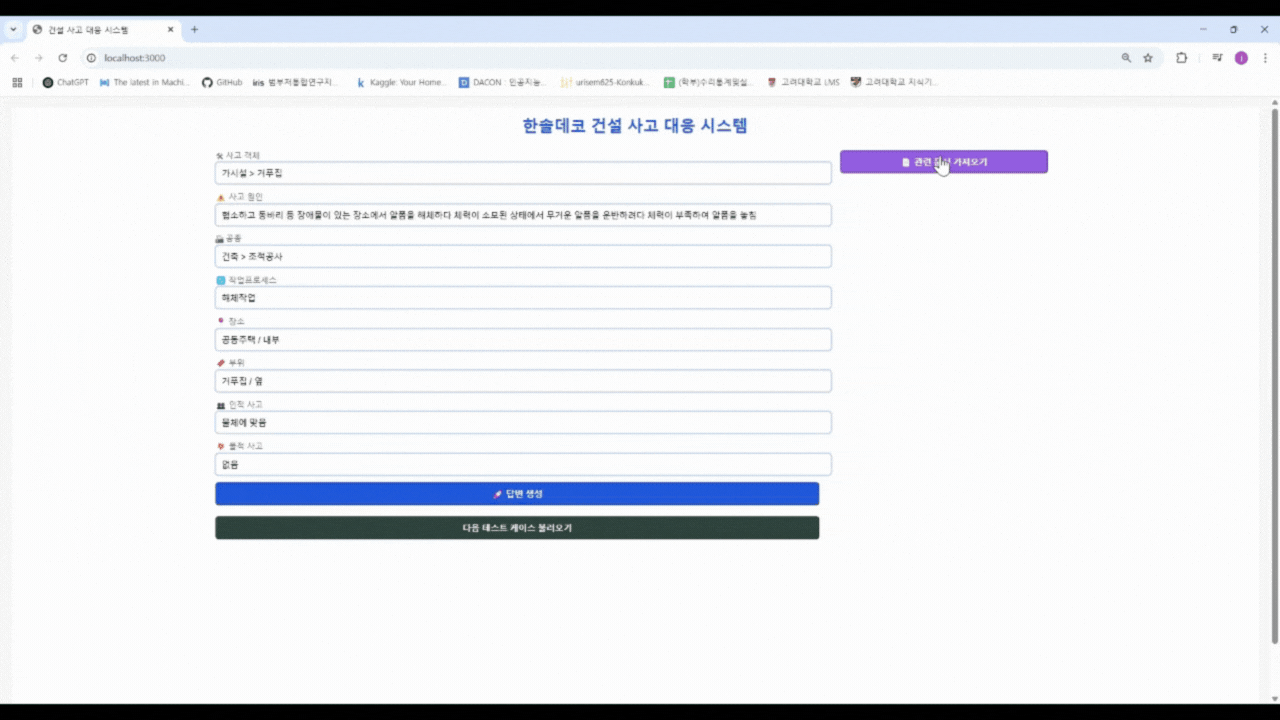 건설 사고 대응 시스템
localhost:3000
ChatGPT
The latest in Machi...
GitHub
iris 범부처통합연구지...
Kaggle: Your Home...
DACON : 인공지능...
urisem625-Konkuk...
(학부)수리통계및실...
고려대학교 LMS
고려대학교 지식기...
한솔데코 건설 사고 대응 시스템
사고 객체
가시설 > 거푸집
관련 가져오기
사고 원인
협소하고 동바리 등 장애물이 있는 장소에서 알폼을 해체하다 체력이 소모된 상태에서 무거운 알폼을 운반하려다 체력이 부족하여 알폼을 놓침
공종
건축 > 조적공사
작업프로세스
해체작업
장소
공동주택 / 내부
부위
거푸집 / 옆
인적 사고
물체에 맞음
물적 사고
없음
답변 생성
다음 테스트 케이스 불러오기